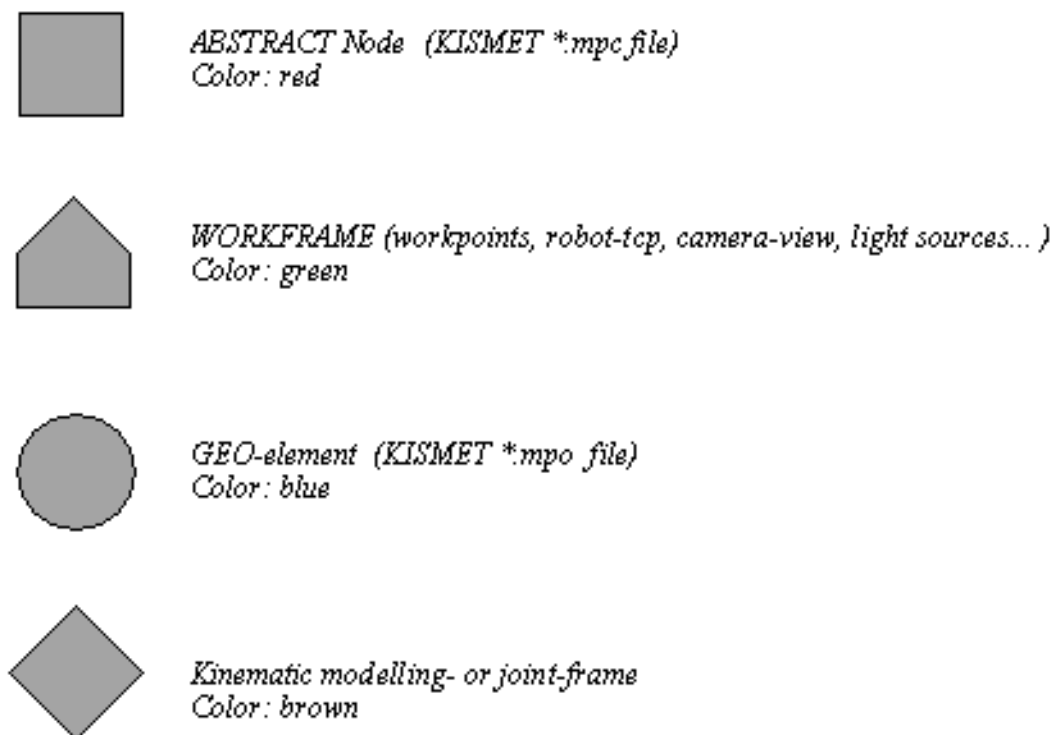 ABSTRACT Node (KISMET *.mpc file)
Color: red
WORKFRAME (workpoints, robot-tcp, camera-view, light sources... )
Color: green
GEO-element (KISMET *.mpo file)
Color: blue
Kinematic modelling- or joint-frame
Color: brown